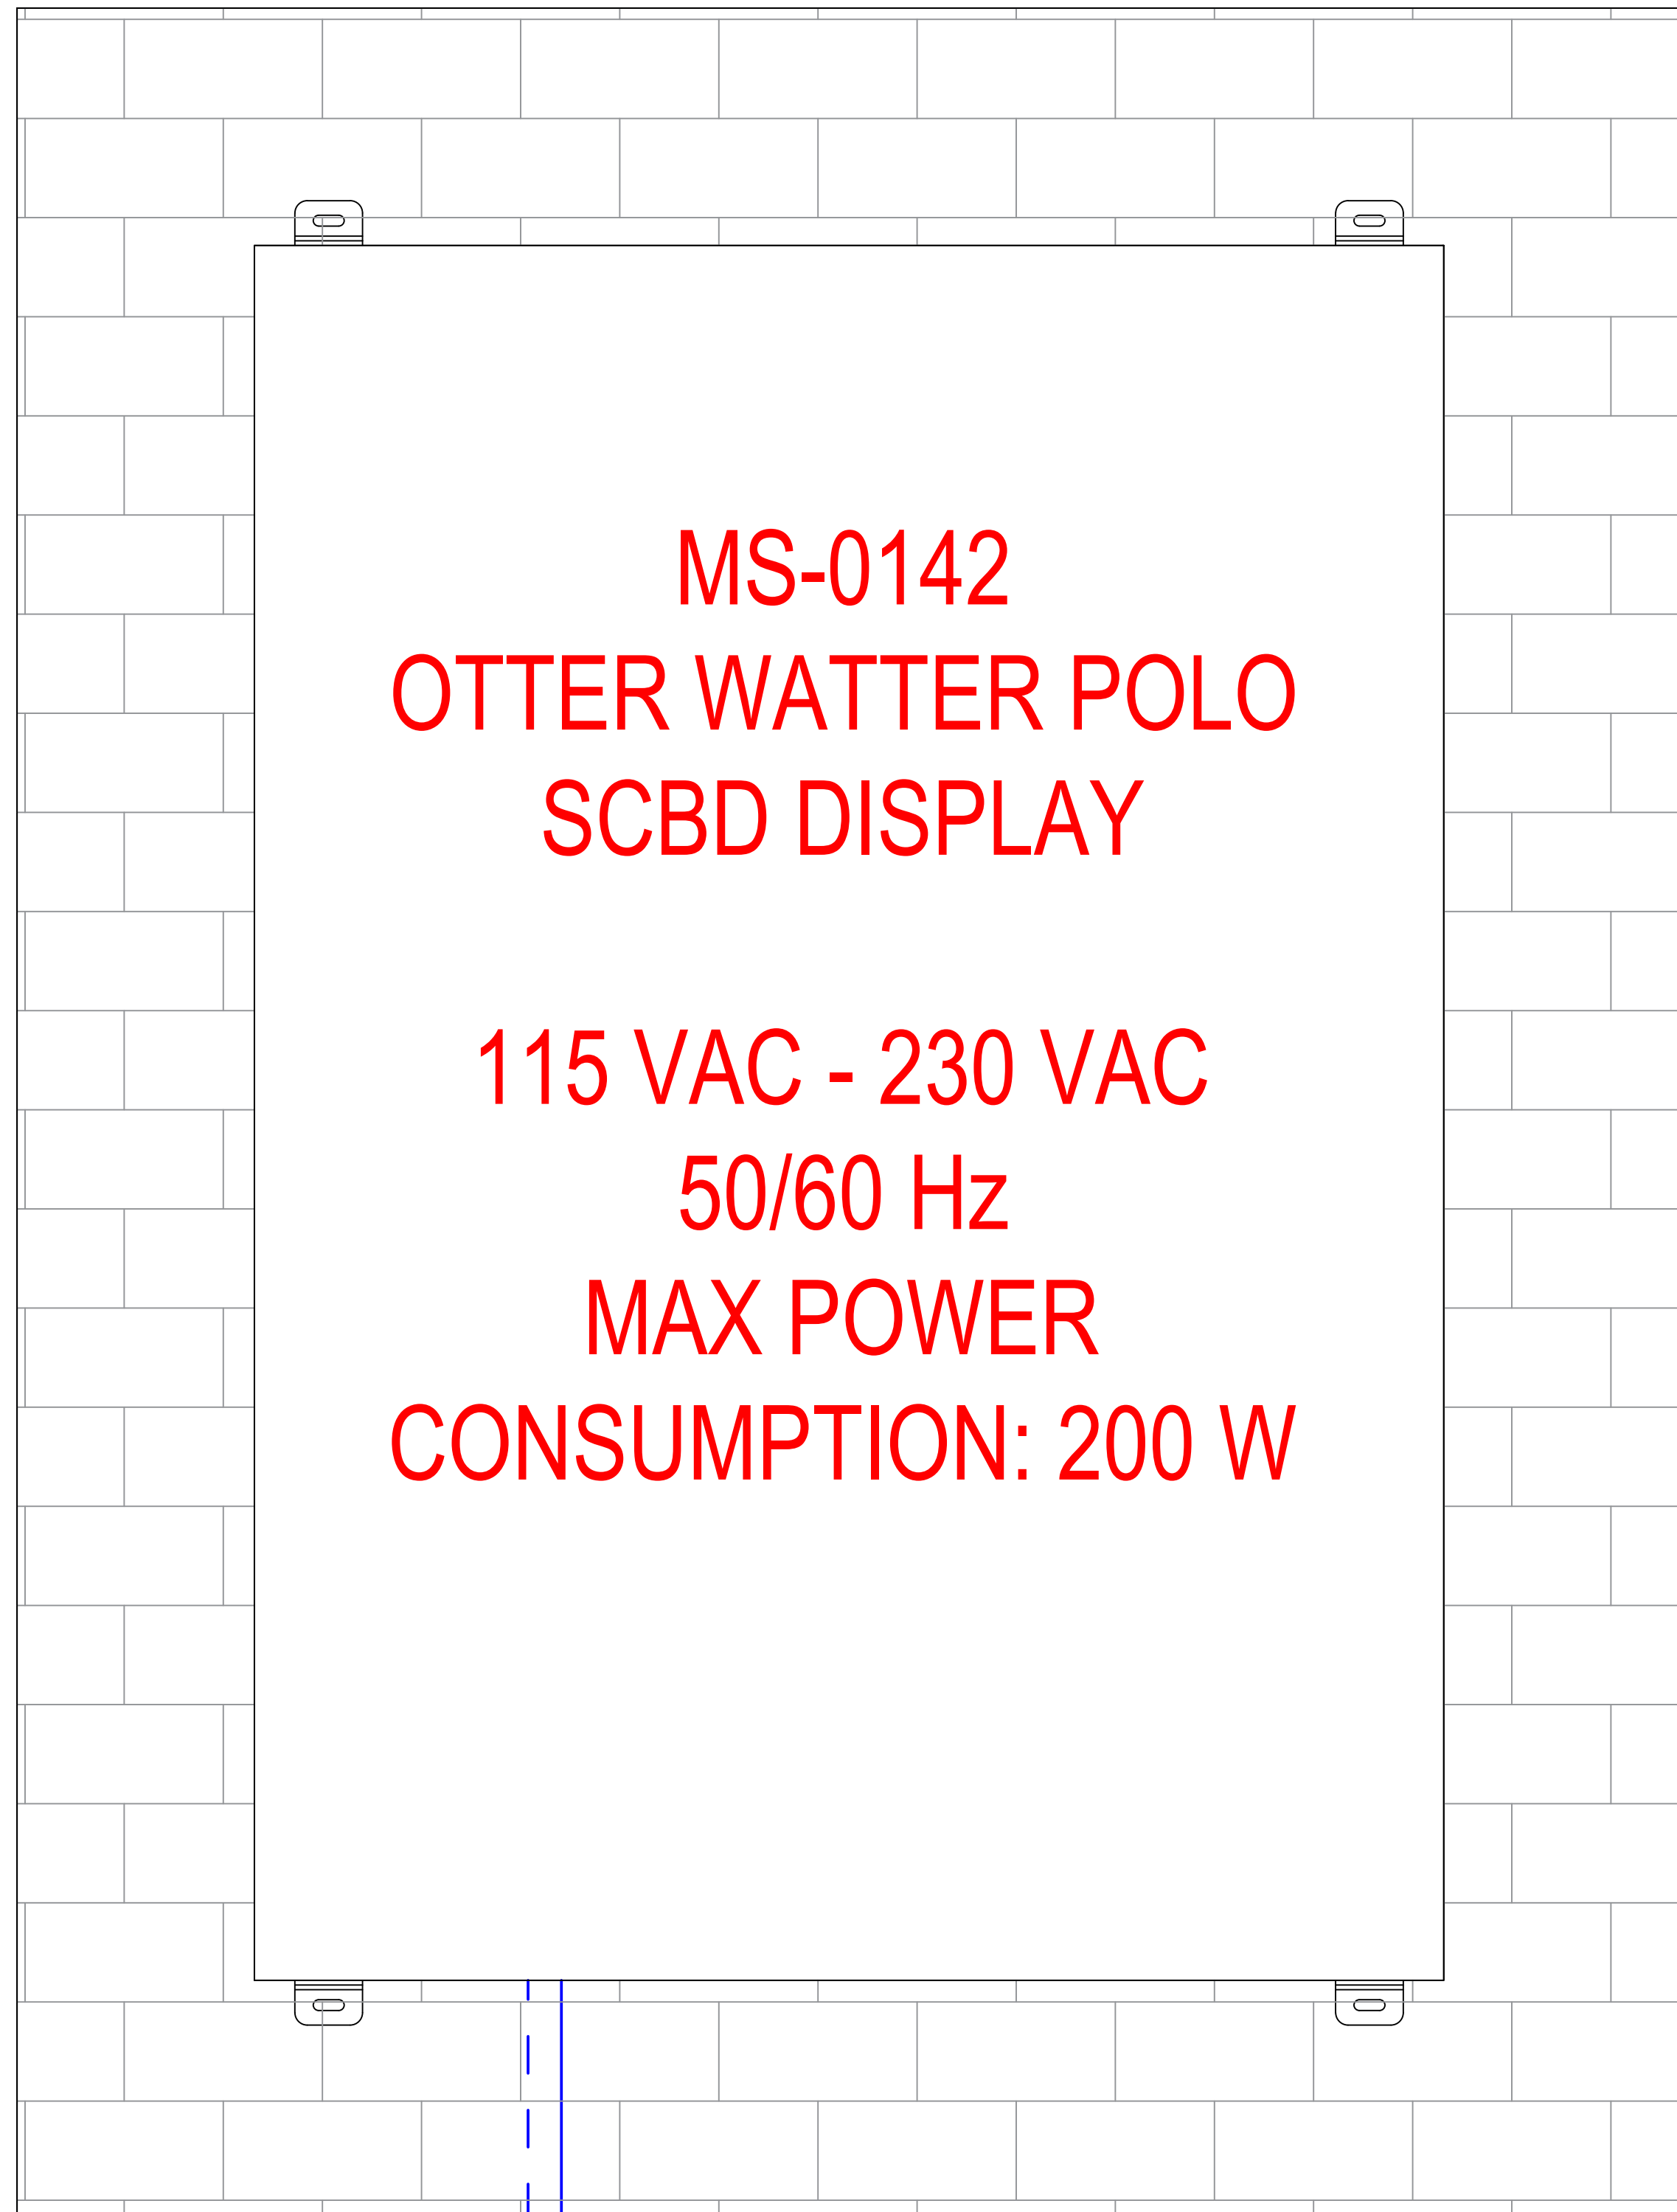 MS-0142
OTTER WATTER POLO
SCBD DISPLAY
115 VAC - 230 VAC
50/60 Hz
MAX POWER
CONSUMPTION: 200 W